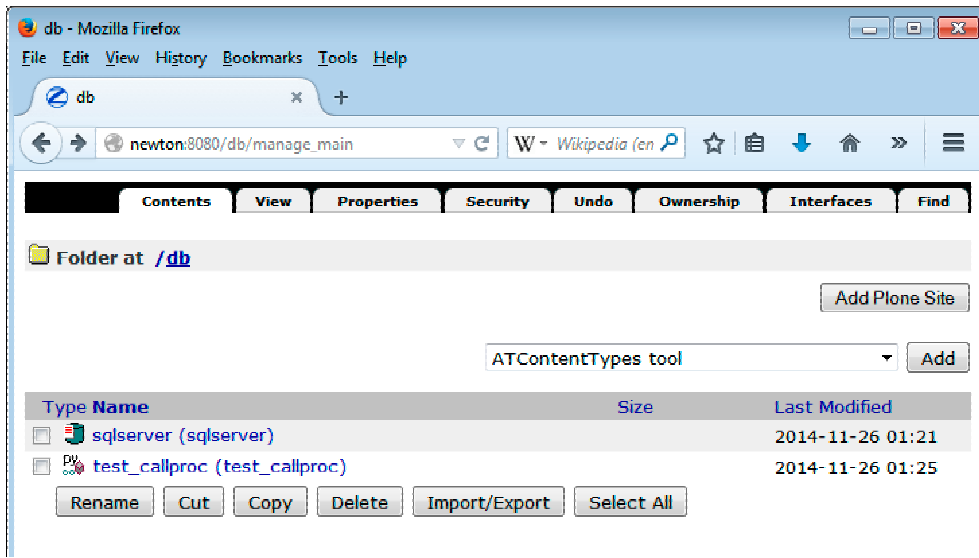 db - Mozilla Firefox
File Edit View History Bookmarks Tools Help
db
newton:8080/db/manage_main W Wikipedia (en
Contents View Properties Security Undo Ownership Interfaces Find
Folder at /db
Add Plone Site
ATContentTypes tool Add
Type Name Size Last Modified
sqlserver (sqlserver) 2014-11-26 01:21
py test_callproc (test_callproc) 2014-11-26 01:25
Rename Cut Copy Delete Import/Export Select All